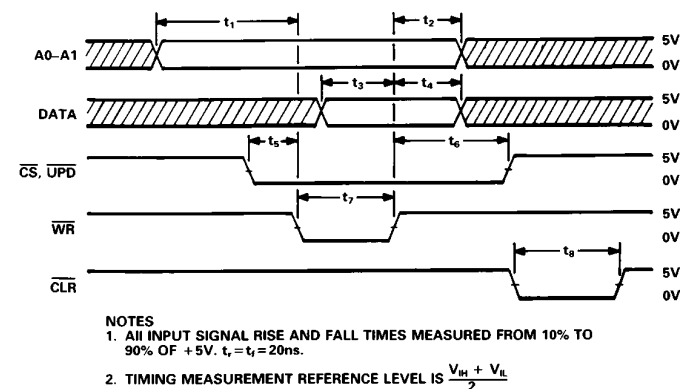 t1 t2
A0–A1 5V
0V
t3 t4
DATA 5V
0V
t5 t6
CS, UPD 5V
0V
t7
WR 5V
0V
t8
CLR 5V
0V
NOTES
1. All INPUT SIGNAL RISE AND FALL TIMES MEASURED FROM 10% TO
90% OF +5V. tr = tf = 20ns.
2. TIMING MEASUREMENT REFERENCE LEVEL IS VIH + VIL
2